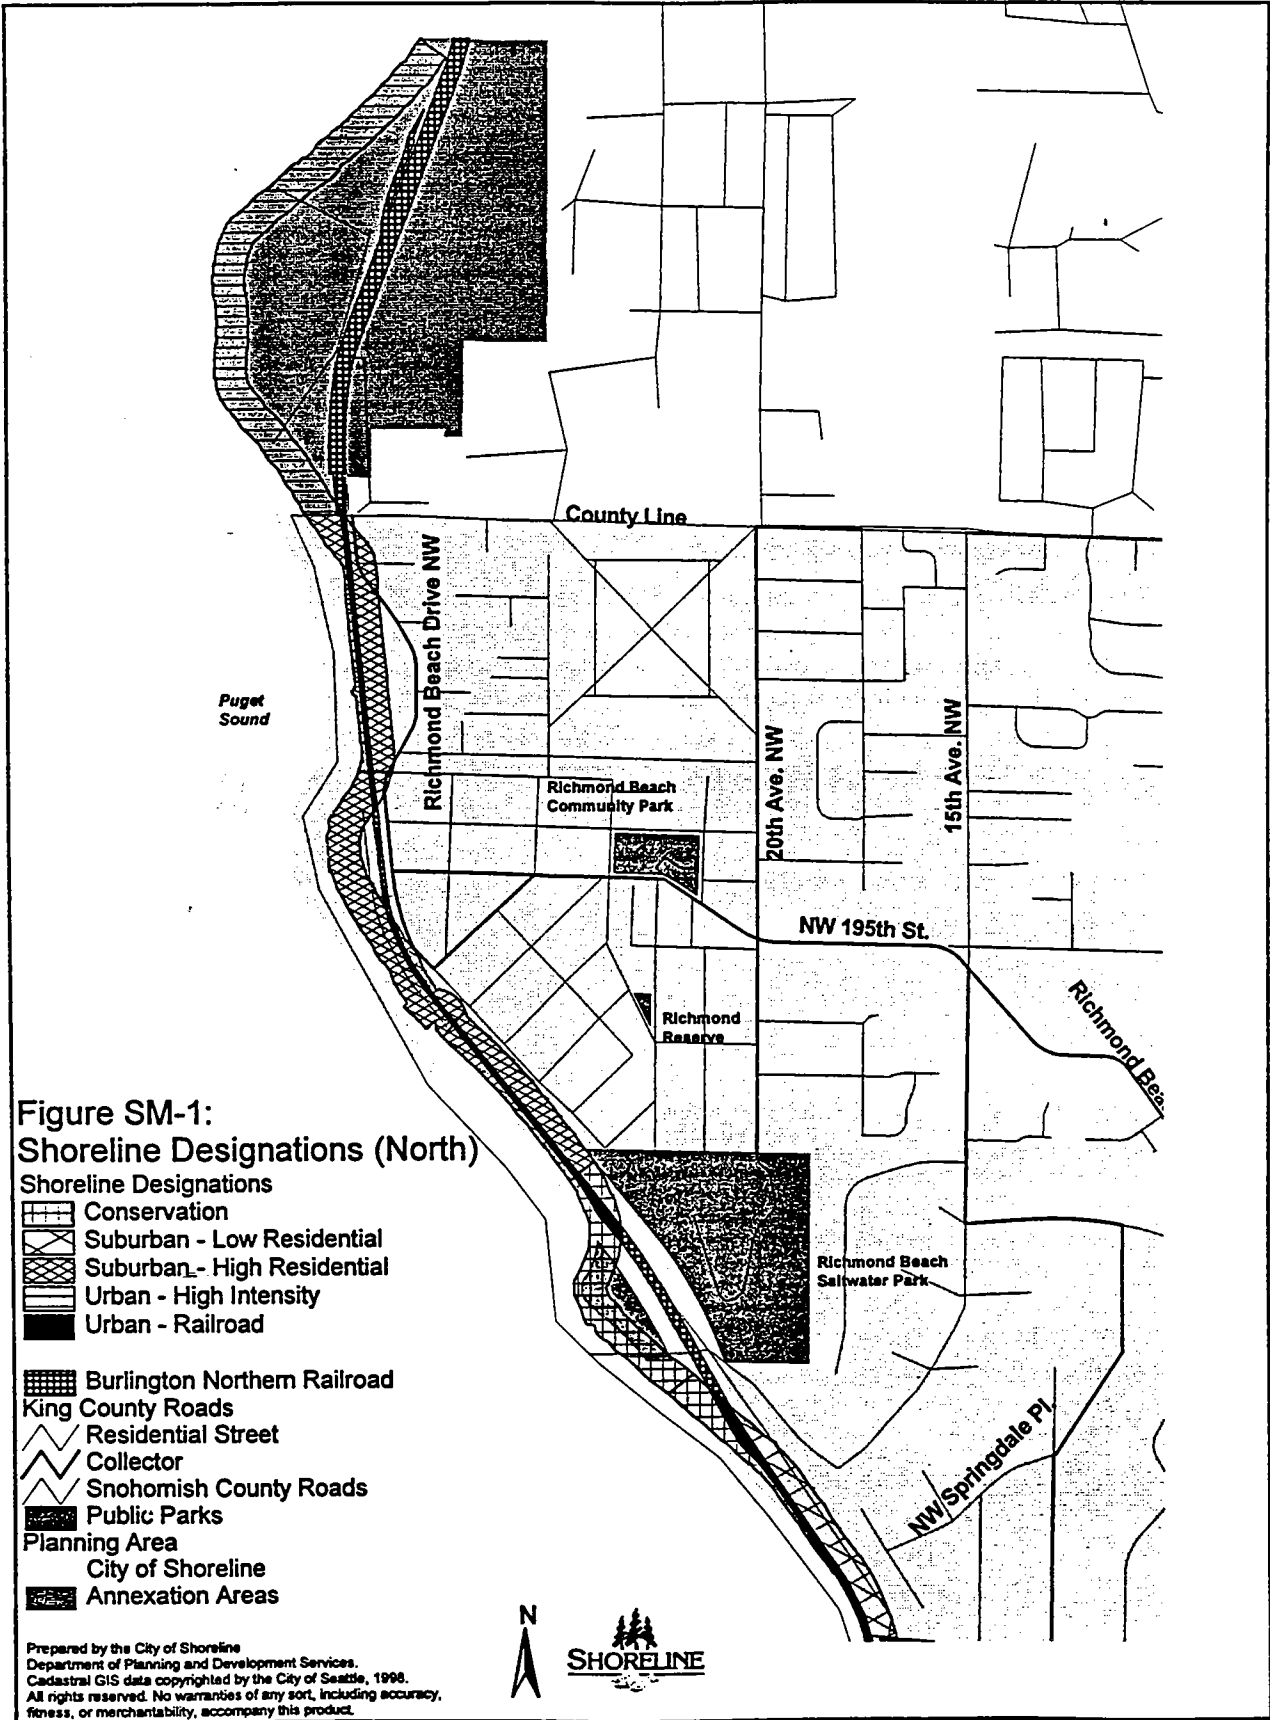 County Line
Richmond Beach Drive NW
Puget
Sound
Richmond Beach
Community Park
20th Ave. NW
15th Ave. NW
NW 195th St.
Richmond
Reserve
Richmond Bea
Richmond Beach
Saltwater Park
NW Springdale Pl.
Figure SM-1:
Shoreline Designations (North)
Shoreline Designations
Conservation
Suburban - Low Residential
Suburban - High Residential
Urban - High Intensity
Urban - Railroad
Burlington Northern Railroad
King County Roads
Residential Street
Collector
Snohomish County Roads
Public Parks
Planning Area
City of Shoreline
Annexation Areas
Prepared by the City of Shoreline
Department of Planning and Development Services.
Cadastral GIS data copyrighted by the City of Seattle, 1998.
All rights reserved. No warranties of any sort, including accuracy,
fitness, or merchantability, accompany this product.
N
SHORELINE